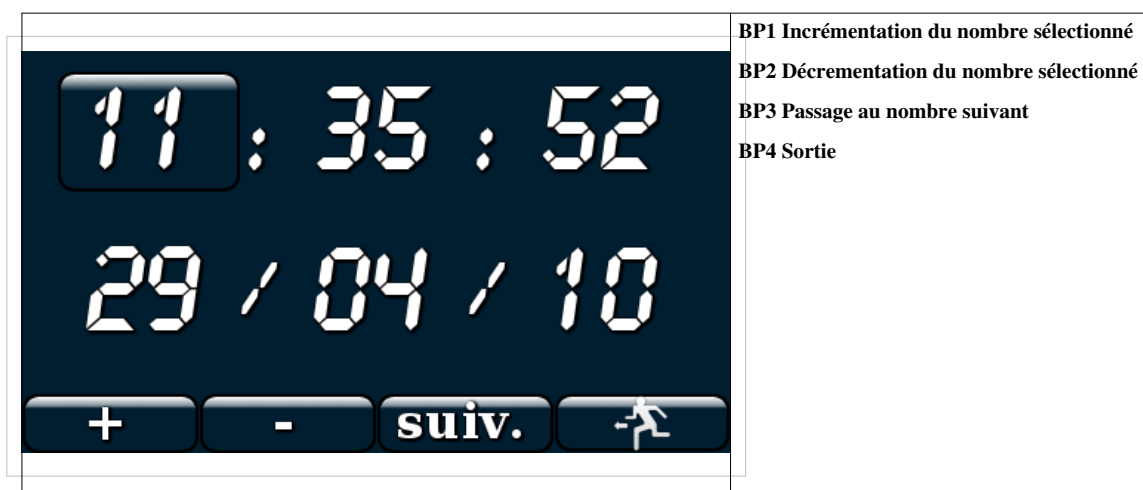 11 : 35 : 52
29 / 04 / 10
+ - suiv.
BP1 Incrémentation du nombre sélectionné
BP2 Décrementation du nombre sélectionné
BP3 Passage au nombre suivant
BP4 Sortie